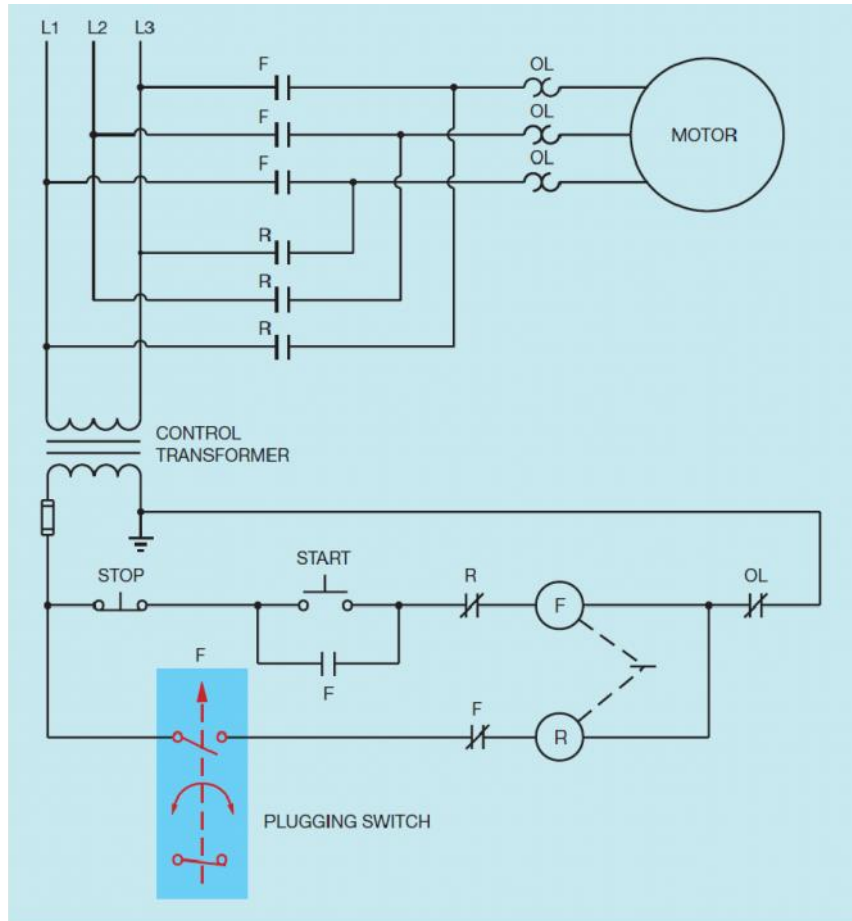 L1 L2 L3
F
OL
F
OL
MOTOR
F
OL
R
R
R
CONTROL
TRANSFORMER
START
STOP
R
OL
F
F
F
F
R
PLUGGING SWITCH